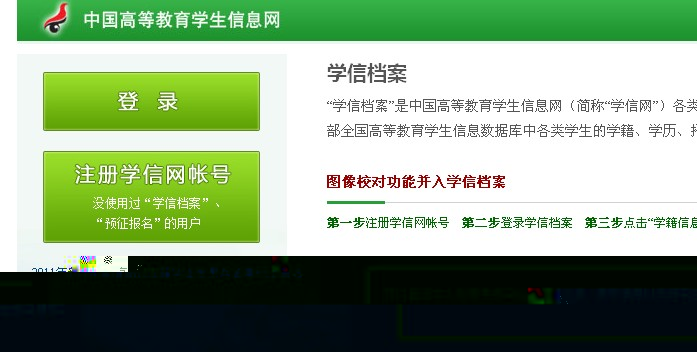 中国高等教育学生信息网
登 录
注册学信网帐号
没使用过“学信档案”、
“预征报名”的用户
学信档案
“学信档案”是中国高等教育学生信息网（简称“学信网”）各类
部全国高等教育学生信息数据库中各类学生的学籍、学历、
图像校对功能并入学信档案
第一步注册学信网帐号 第二步登录学信档案 第三步点击“学籍信息
2011年